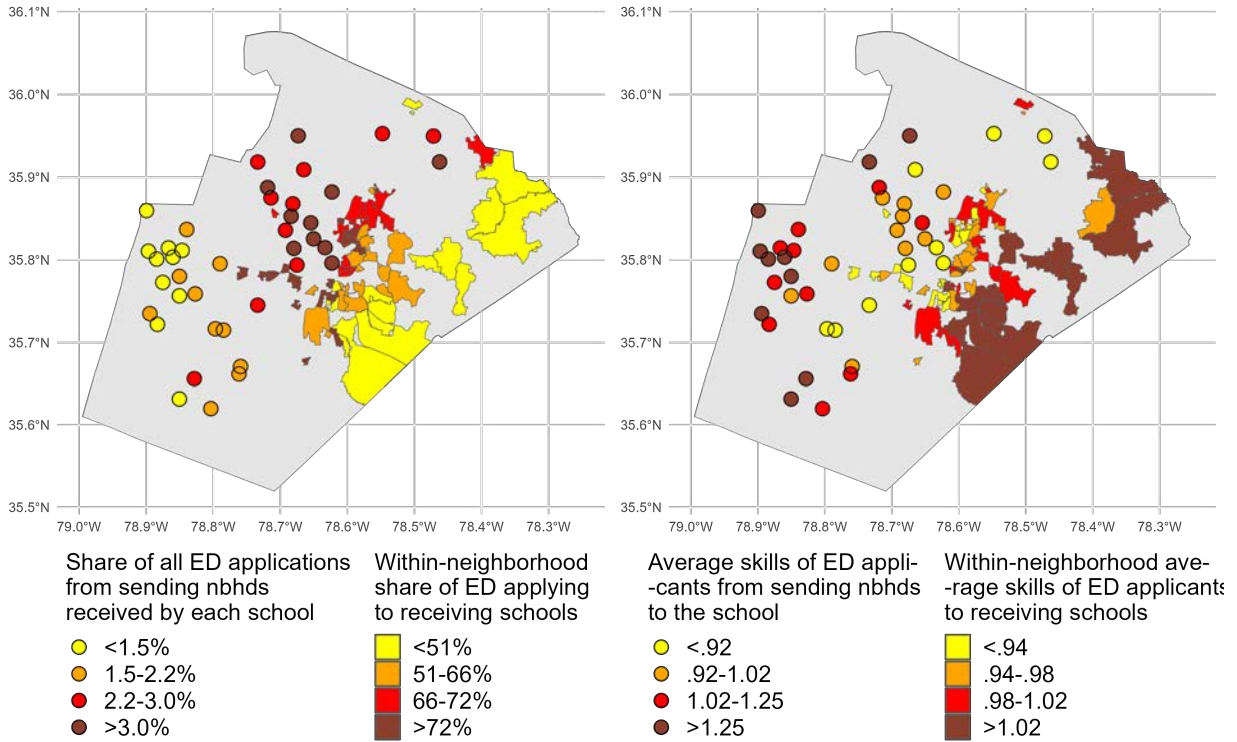 36.1°N
36.0°N
35.9°N
35.8°N
35.7°N
35.6°N
35.5°N
79.0°W 78.9°W 78.8°W 78.7°W 78.6°W 78.5°W 78.4°W 78.3°W
Share of all ED applications
from sending nbhds
received by each school
<1.5%
1.5-2.2%
2.2-3.0%
>3.0%
Within-neighborhood
share of ED applying
to receiving schools
<51%
51-66%
66-72%
>72%
36.1°N
36.0°N
35.9°N
35.8°N
35.7°N
35.6°N
35.5°N
79.0°W 78.9°W 78.8°W 78.7°W 78.6°W 78.5°W 78.4°W 78.3°W
Average skills of ED appli-
-cants from sending nbhds
to the school
<.92
.92-1.02
1.02-1.25
>1.25
Within-neighborhood ave-
-rage skills of ED applicants
to receiving schools
<.94
.94-.98
.98-1.02
>1.02